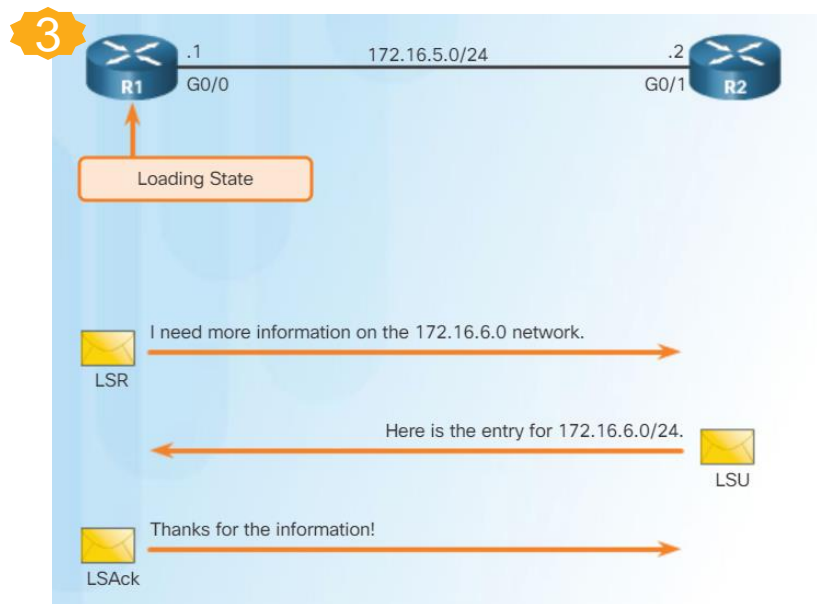 3
.1
172.16.5.0/24
.2
R1
G0/0
G0/1
R2
Loading State
I need more information on the 172.16.6.0 network.
LSR
Here is the entry for 172.16.6.0/24.
LSU
Thanks for the information!
LSAck